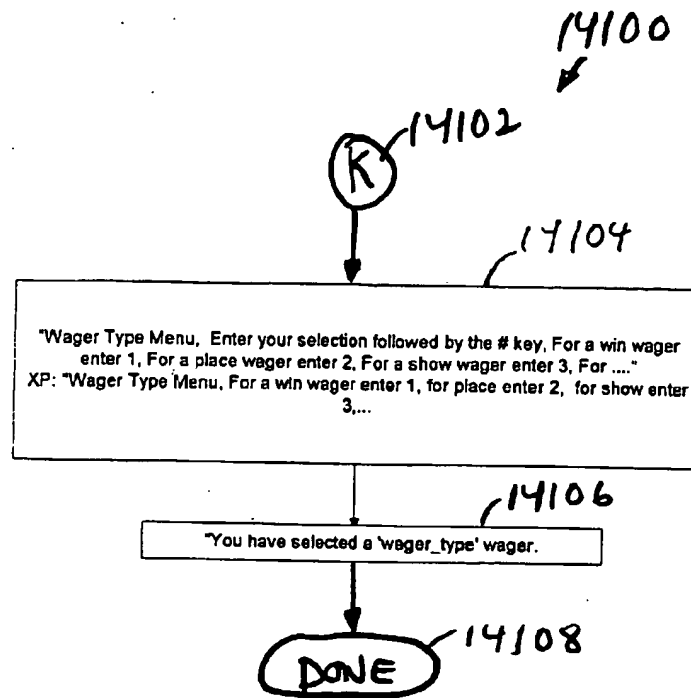 14100
14102
K
14104
"Wager Type Menu, Enter your selection followed by the # key, For a win wager
enter 1, For a place wager enter 2, For a show wager enter 3, For ...."
XP: "Wager Type Menu, For a win wager enter 1, for place enter 2, for show enter
3,...
14106
"You have selected a 'wager_type' wager.
14108
DONE